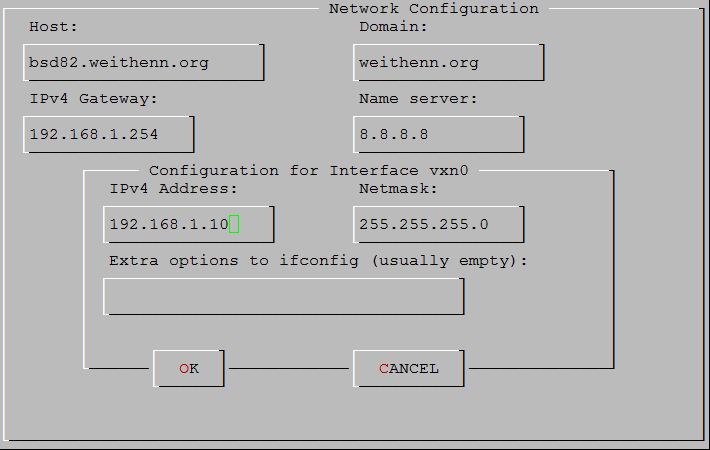 Network Configuration
Host: Domain:
bsd82.weithenn.org weithenn.org
IPv4 Gateway: Name server:
192.168.1.254 8.8.8.8
Configuration for Interface vxn0
IPv4 Address: Netmask:
192.168.1.10 255.255.255.0
Extra options to ifconfig (usually empty):
OK CANCEL